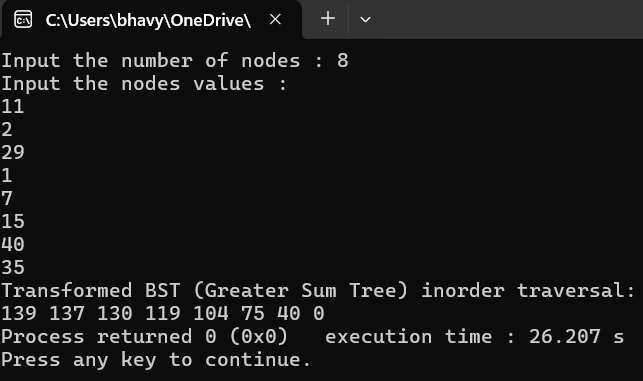 C:\Users\bhavy\OneDrive\
Input the number of nodes : 8
Input the nodes values :
11
2
29
1
7
15
40
35
Transformed BST (Greater Sum Tree) inorder traversal:
139 137 130 119 104 75 40 0
Process returned 0 (0x0)   execution time : 26.207 s
Press any key to continue.